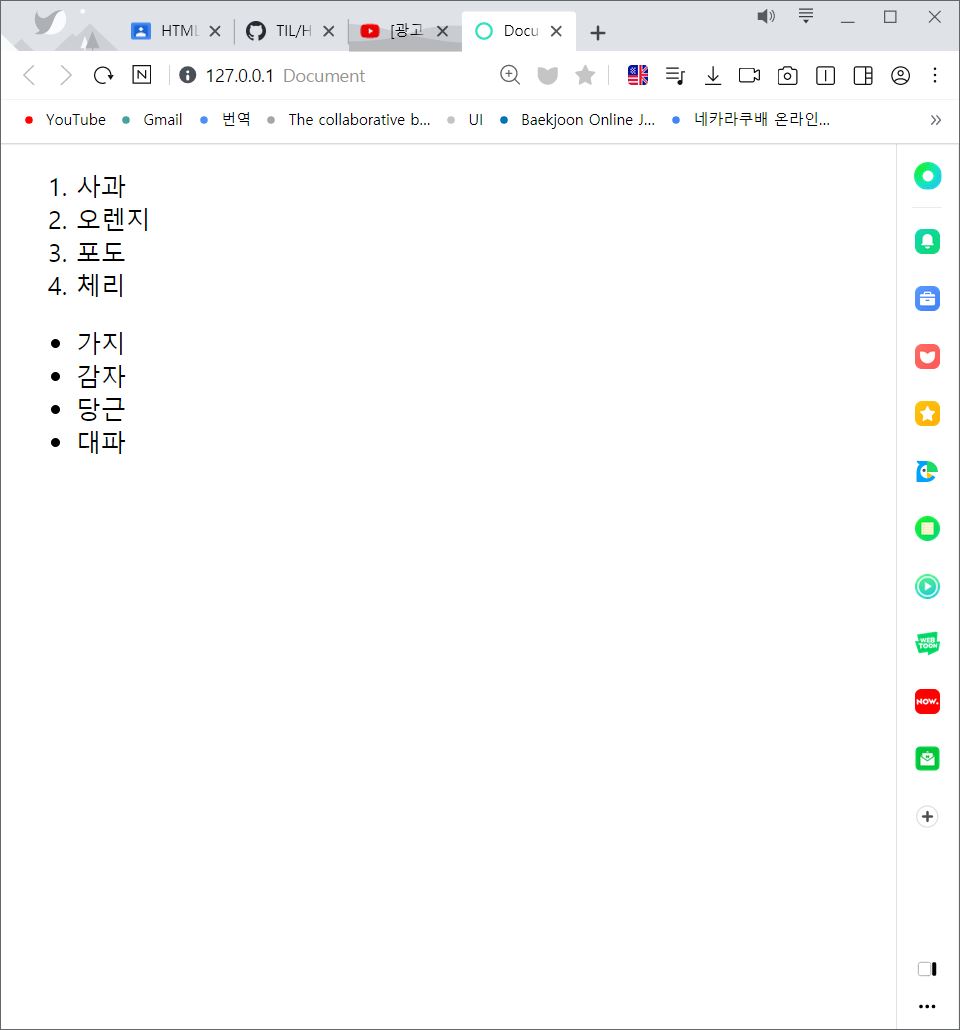 HTML
TIL/H
[광고
Docu
N
127.0.0.1 Document
YouTube
Gmail
번역
The collaborative b...
UI
Baekjoon Online J...
네카라쿠배 온라인...
1. 사과
2. 오렌지
3. 포도
4. 체리
• 가지
• 감자
• 당근
• 대파
WEB
TOON
NOW.